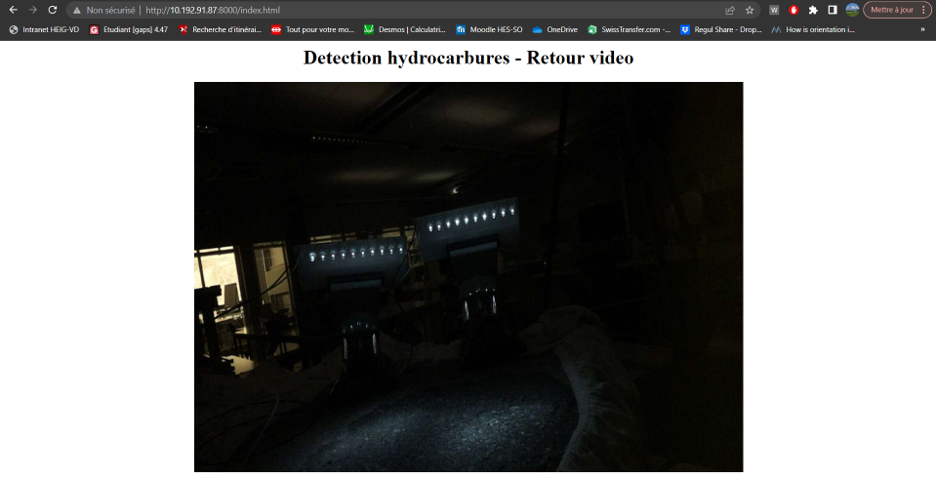 Non sécurisé | http://10.192.91.87:8000/index.html
W
Mettre à jour
Intranet HEIG-VD
Etudiant [gaps] 4.47
Recherche d'itinérai...
Tout pour votre mo...
Desmos | Calculatri...
Moodle HES-SO
OneDrive
SwissTransfer.com -...
Regul Share - Drop...
How is orientation i...
»
Detection hydrocarbures - Retour video